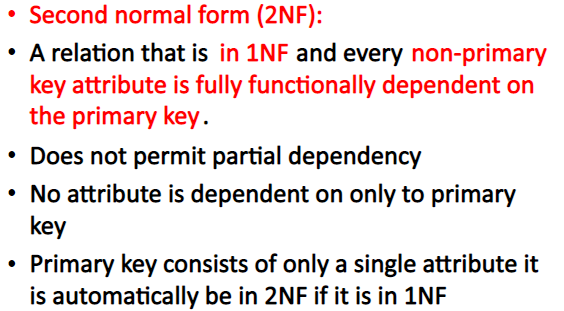 • Second normal form (2NF):
• A relation that is in 1NF and every non-primary
key attribute is fully functionally dependent on
the primary key.
• Does not permit partial dependency
• No attribute is dependent on only to primary
key
• Primary key consists of only a single attribute it
is automatically be in 2NF if it is in 1NF